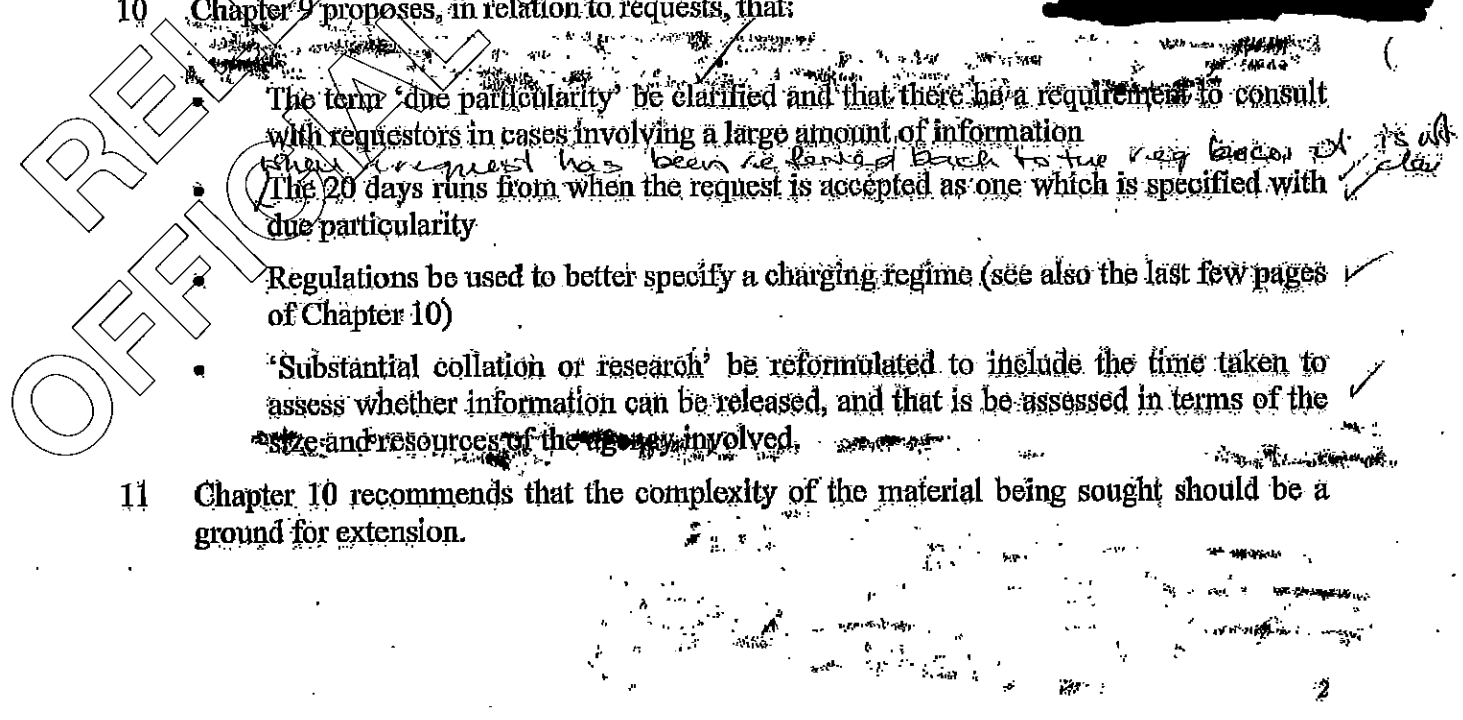 10 Chapter 9 proposes, in relation to requests, that:
• The term 'due particularity' be clarified and that there be a requirement to consult
with requestors in cases involving a large amount of information
when request has been referred back to the req
• The 20 days runs from when the request is accepted as one which is specified with
due particularity
• Regulations be used to better specify a charging regime (see also the last few pages
of Chapter 10)
• 'Substantial collation or research' be reformulated to include the time taken to
assess whether information can be released, and that is be assessed in terms of the
size and resources of the agency involved.
11 Chapter 10 recommends that the complexity of the material being sought should be a
ground for extension.
2
REL
OFFICIAL